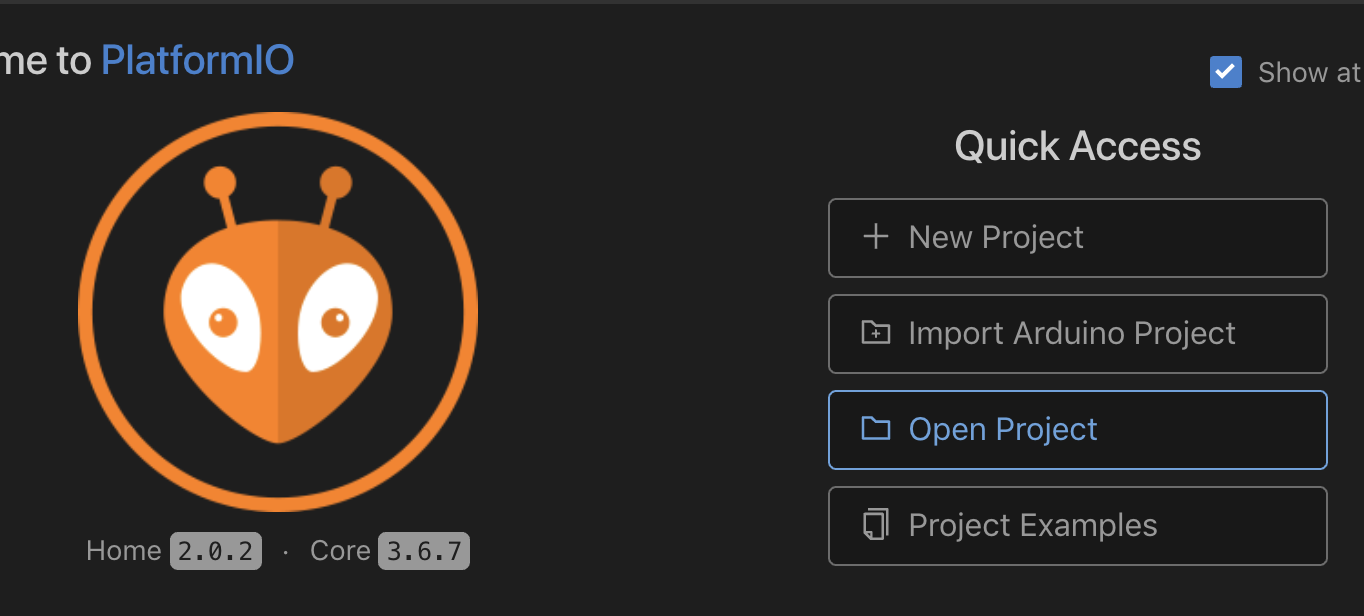 me to PlatformIO
Show at
Quick Access
New Project
Import Arduino Project
Open Project
Project Examples
Home 2.0.2 · Core 3.6.7